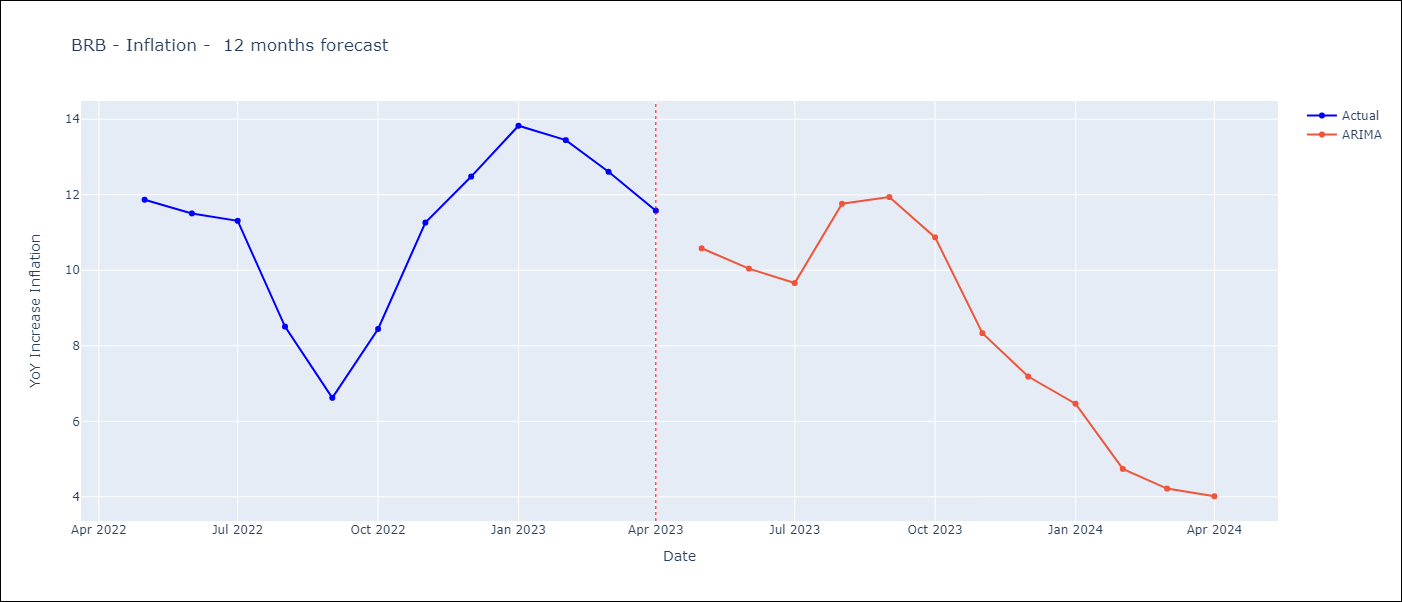 BRB - Inflation -  12 months forecast
Actual
ARIMA
YoY Increase Inflation
14
12
10
8
6
4
Apr 2022
Jul 2022
Oct 2022
Jan 2023
Apr 2023
Jul 2023
Oct 2023
Jan 2024
Apr 2024
Date